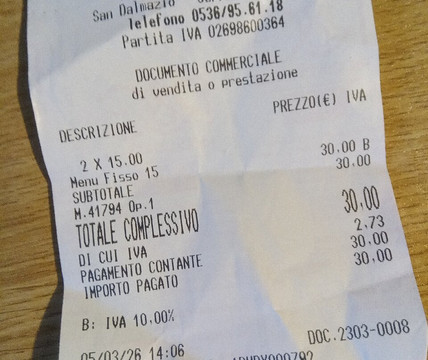 San Dalmazio
Telefono 0536/95.61.18
Partita IVA 02698600364
DOCUMENTO COMMERCIALE
di vendita o prestazione
DESCRIZIONE PREZZO(€) IVA
2 X 15.00
Menu Fisso 15 30,00 B
SUBTOTALE 30,00
M.41794 Op.1
TOTALE COMPLESSIVO 30,00
DI CUI IVA 2,73
PAGAMENTO CONTANTE 30,00
IMPORTO PAGATO 30,00
B: IVA 10,00%
DOC.2303-0008
05/03/26 14:06